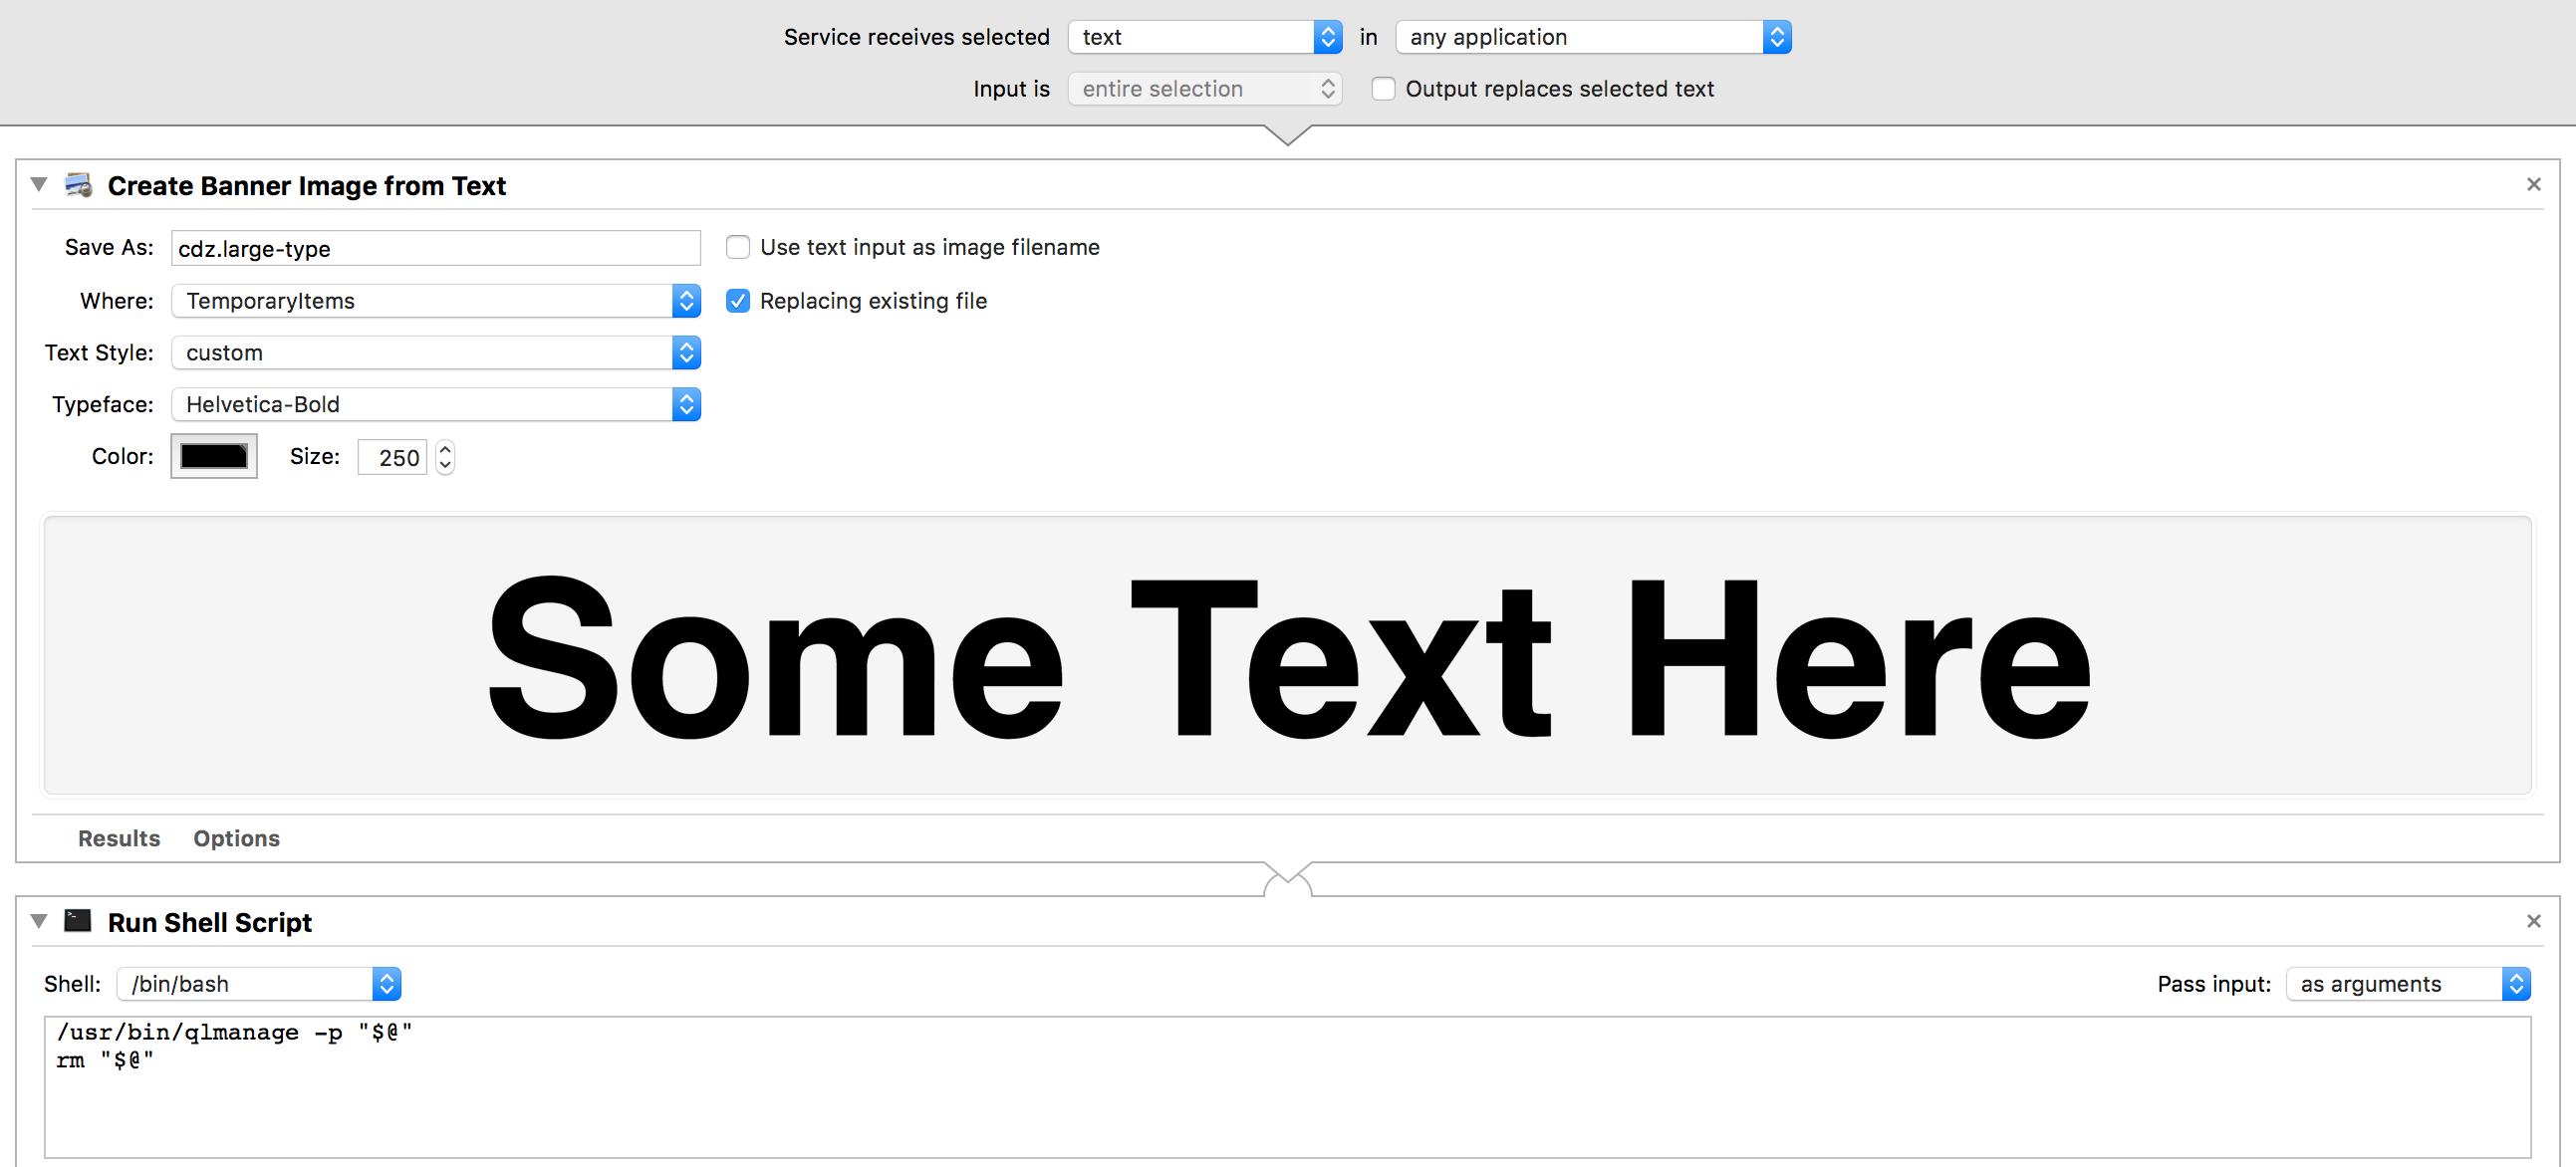 Service receives selected text in any application
Input is entire selection Output replaces selected text
Create Banner Image from Text
Save As: cdz.large-type Use text input as image filename
Where: TemporaryItems Replacing existing file
Text Style: custom
Typeface: Helvetica-Bold
Color: Size: 250
Some Text Here
Results Options
Run Shell Script
Shell: /bin/bash Pass input: as arguments
/usr/bin/qlmanage -p "$@"
rm "$@"